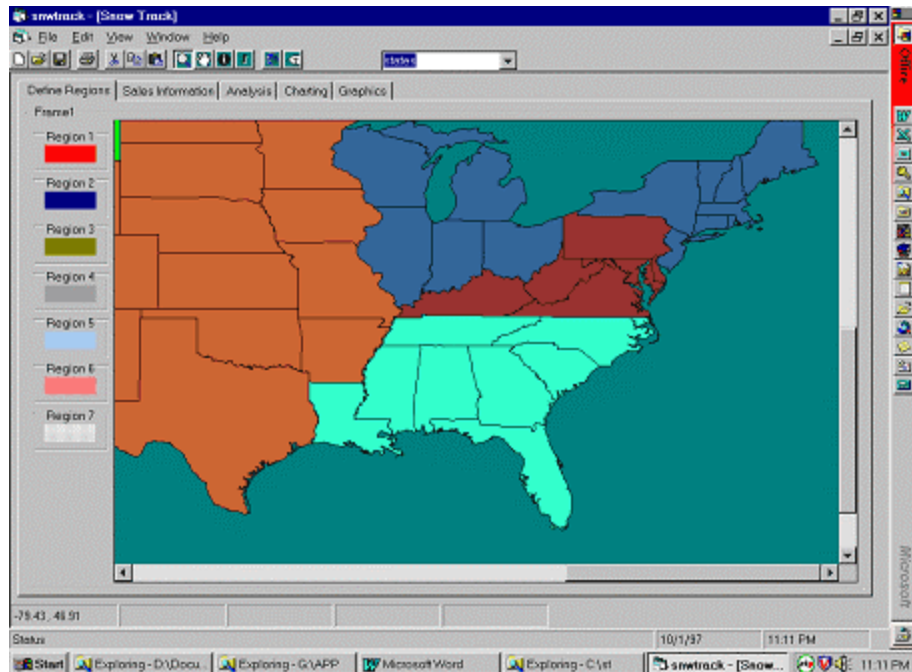 snwtrack - [Snow Track]
File Edit View Window Help
states
Define Regions Sales Information Analysis Charting Graphics
Frame1
Region 1
Region 2
Region 3
Region 4
Region 5
Region 6
Region 7
Office
Microsoft
-79.43, 46.91
Status 10/1/97 11:11 PM
Start Exploring - D:\Docu... Exploring - G:\APP Microsoft Word Exploring - C:\rt snwtrack - [Snow... 11:11 PM